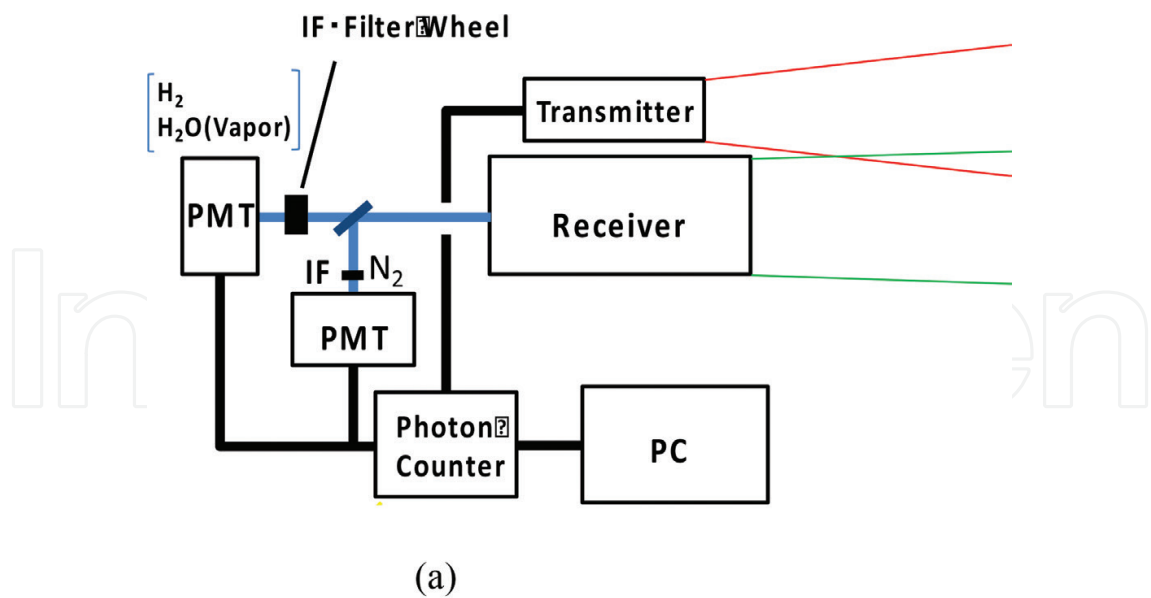 IF・Filter⍰Wheel
H₂
H₂O(Vapor)
Transmitter
PMT
Receiver
IF
N₂
PMT
Photon⍰
Counter
PC
(a)